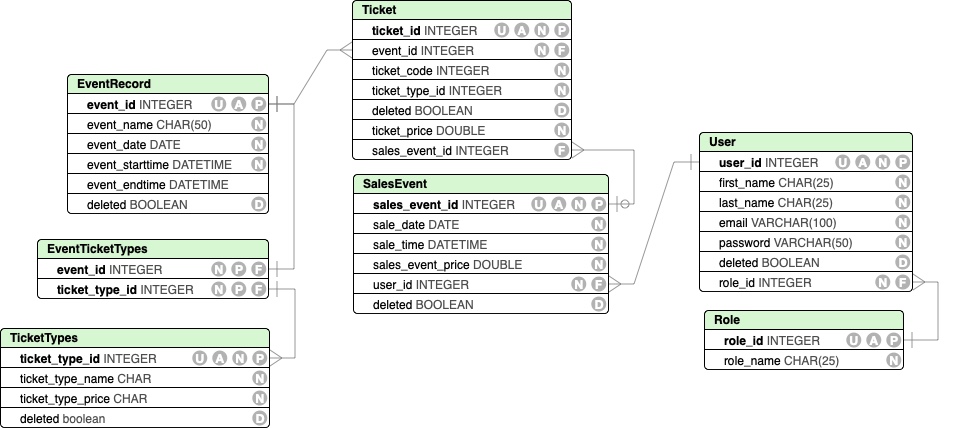 Ticket
ticket_id INTEGER U A N P
event_id INTEGER N F
ticket_code INTEGER N
ticket_type_id INTEGER N
deleted BOOLEAN D
ticket_price DOUBLE N
sales_event_id INTEGER F
EventRecord
event_id INTEGER U A P
event_name CHAR(50) N
event_date DATE N
event_starttime DATETIME N
event_endtime DATETIME
deleted BOOLEAN D
User
user_id INTEGER U A N P
first_name CHAR(25) N
last_name CHAR(25) N
email VARCHAR(100) N
password VARCHAR(50) N
deleted BOOLEAN D
role_id INTEGER N F
SalesEvent
sales_event_id INTEGER U A N P
sale_date DATE N
sale_time DATETIME N
sales_event_price DOUBLE N
user_id INTEGER N F
deleted BOOLEAN D
EventTicketTypes
event_id INTEGER N P F
ticket_type_id INTEGER N P F
Role
role_id INTEGER U A P
role_name CHAR(25) N
TicketTypes
ticket_type_id INTEGER U A N P
ticket_type_name CHAR N
ticket_type_price CHAR N
deleted boolean D